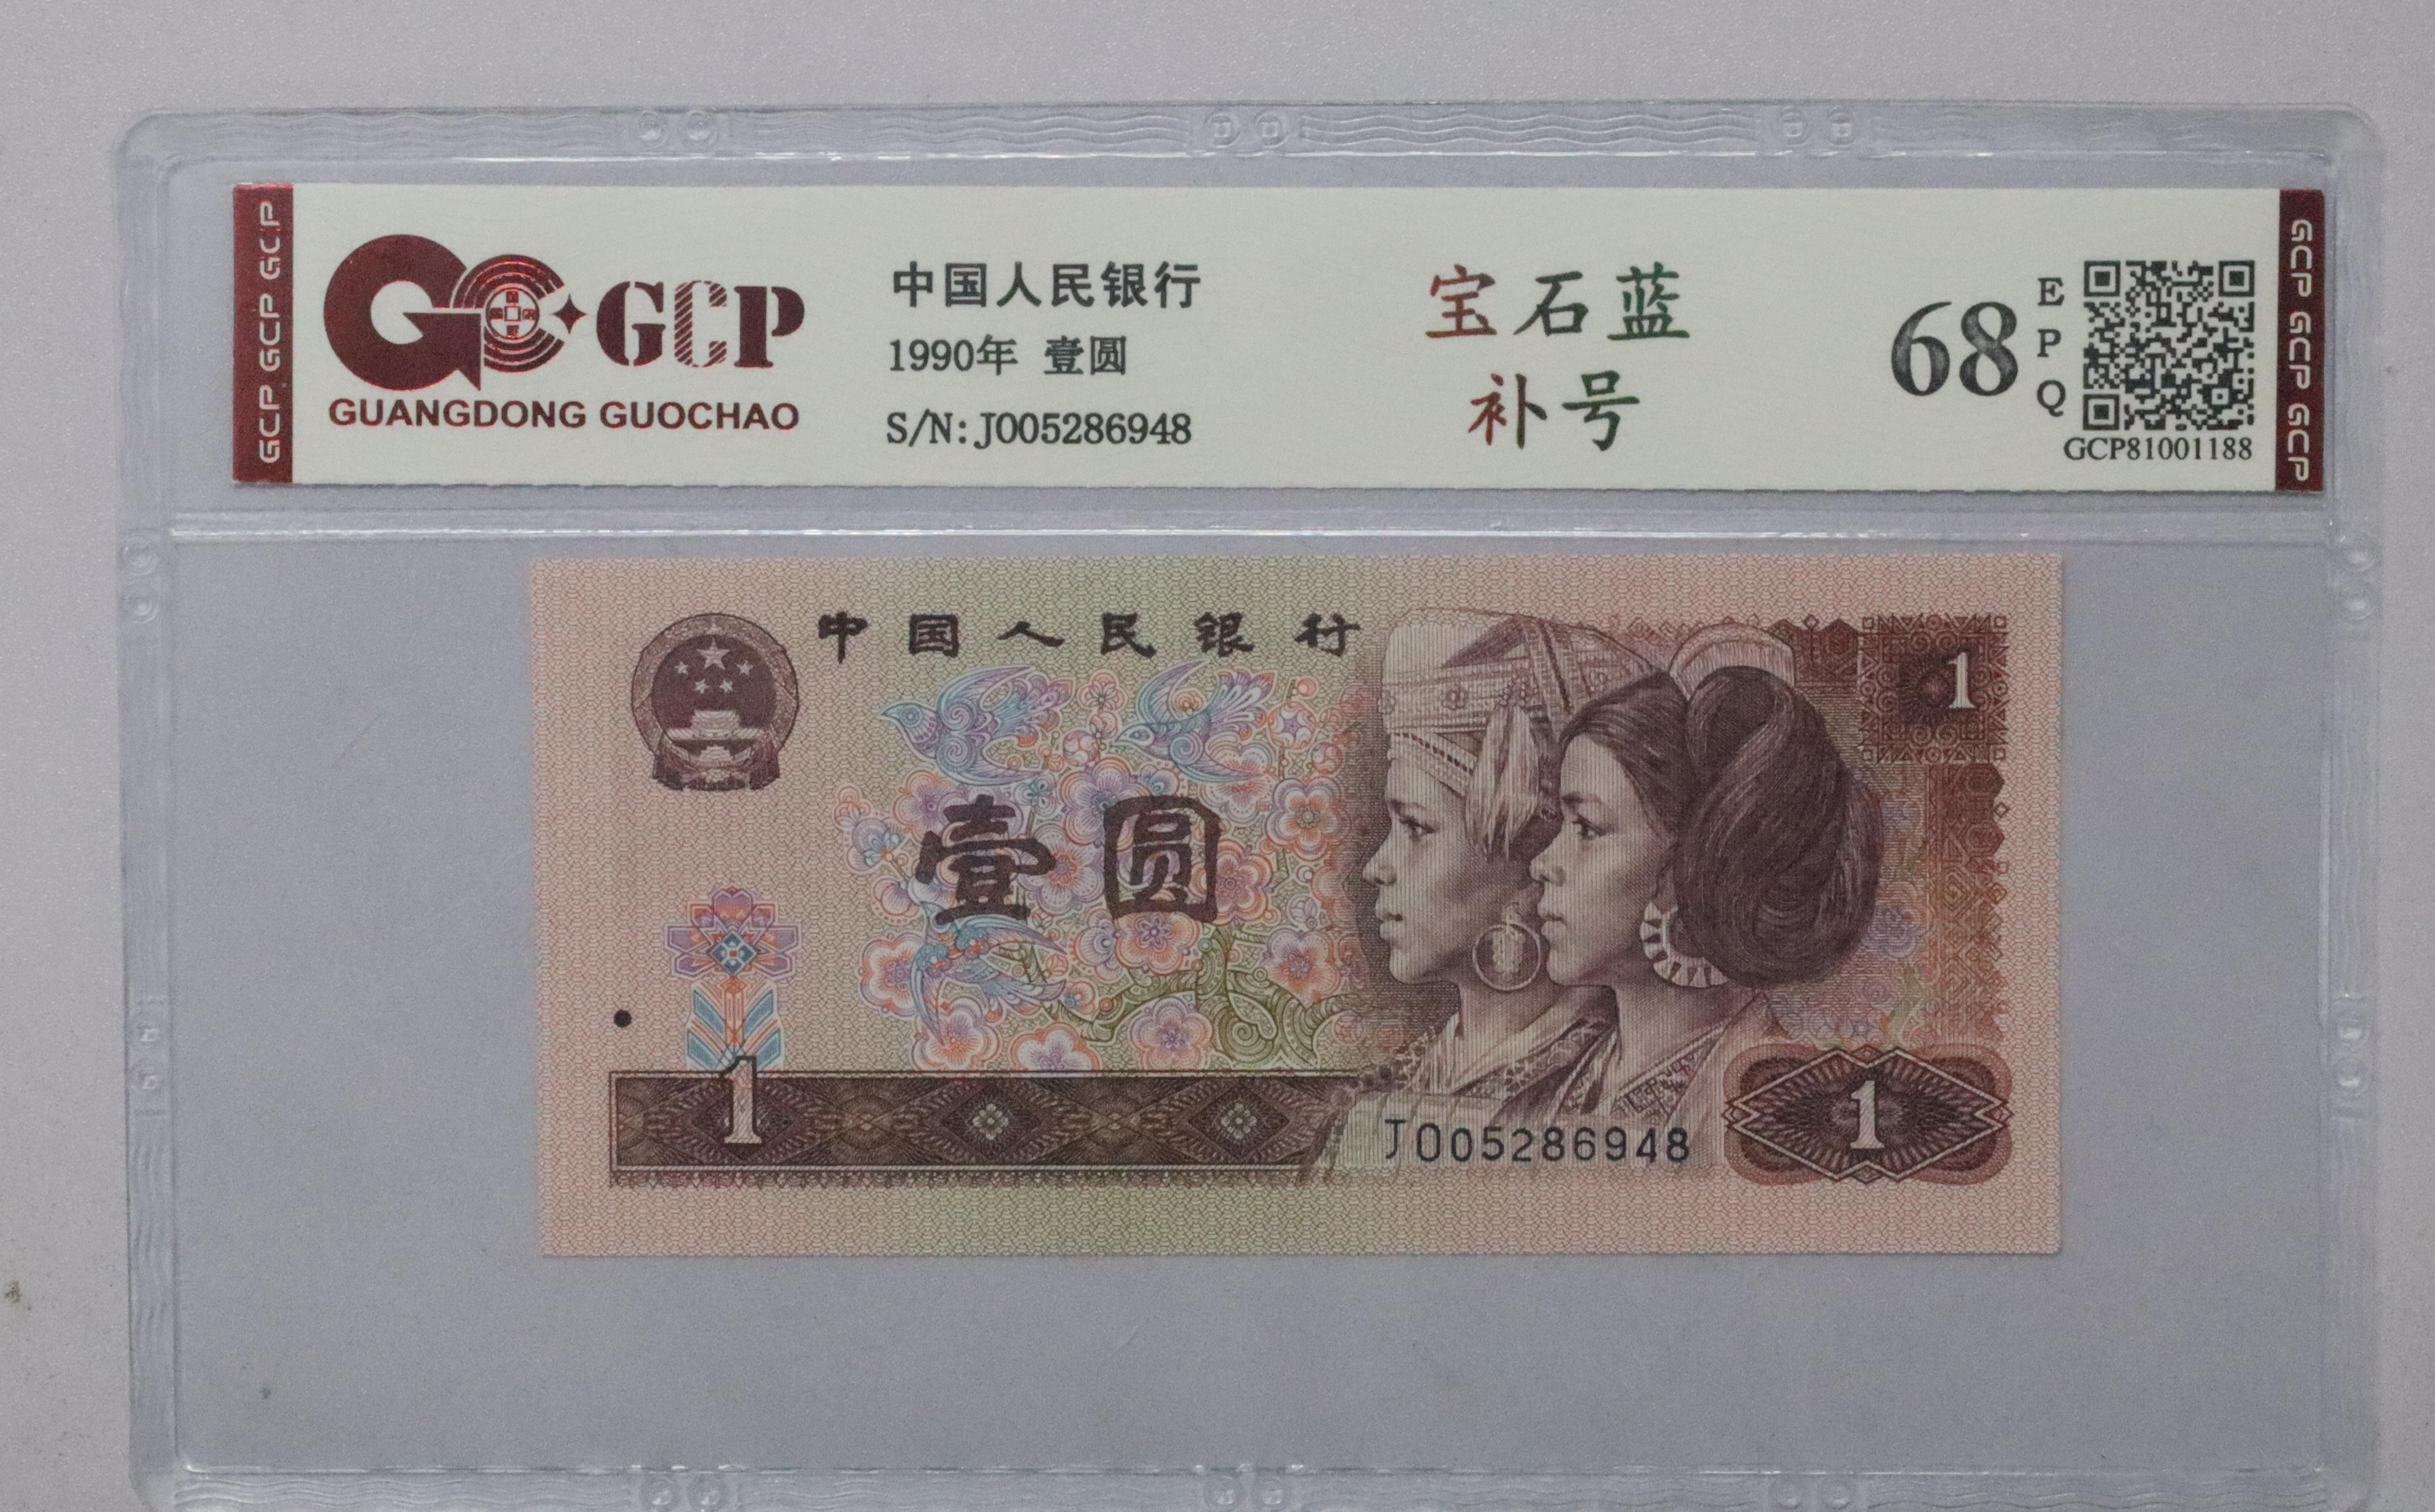 GCP GCP GCP
GCP
GUANGDONG GUOCHAO
中国人民银行
1990年 壹圆
S/N: J005286948
宝石蓝
补号
68
EPQ
GCP81001188
GCP GCP GCP
中国人民银行
1
壹圆
1
J005286948
1